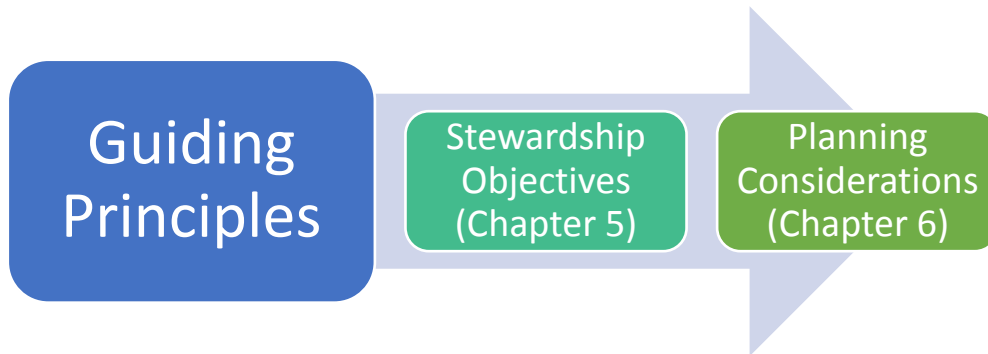 Guiding
Principles
Stewardship
Objectives
(Chapter 5)
Planning
Considerations
(Chapter 6)